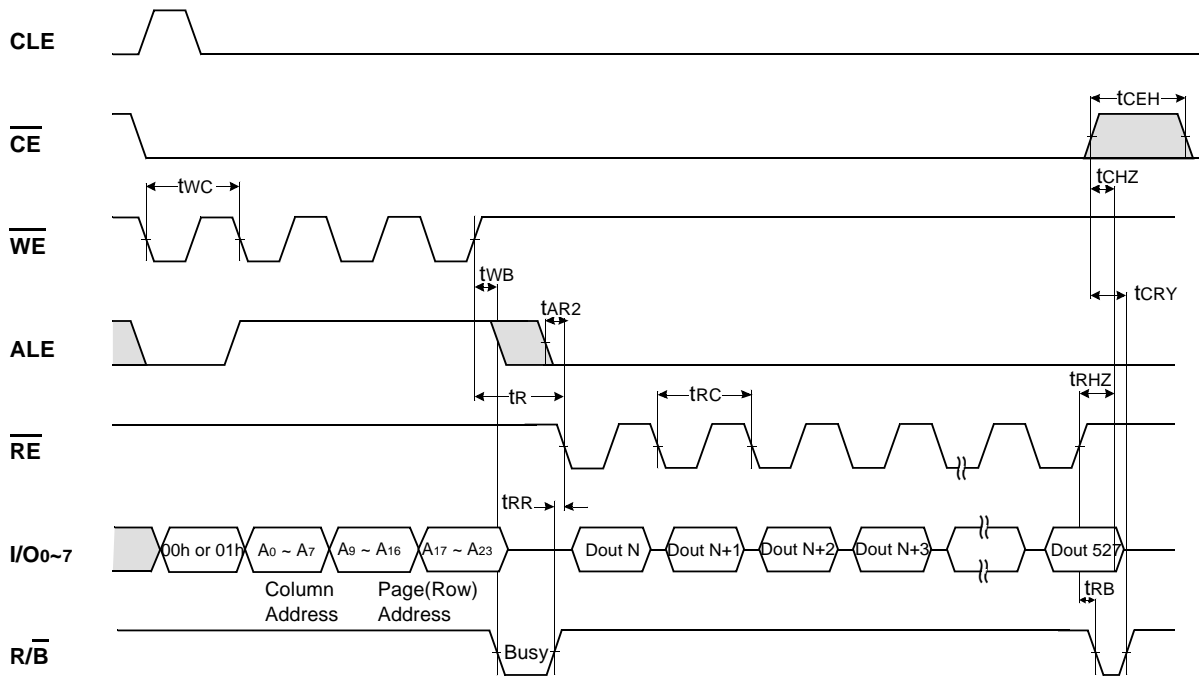 CLE
tCEH
CE
tCHZ
tWC
WE
tWB
tCRY
tAR2
ALE
tRHZ
tR
tRC
RE
tRR
I/O0~7
00h or 01h
A0 ~ A7
A9 ~ A16
A17 ~ A23
Dout N
Dout N+1
Dout N+2
Dout N+3
Dout 527
Column
Address
Page(Row)
Address
tRB
R/B
Busy